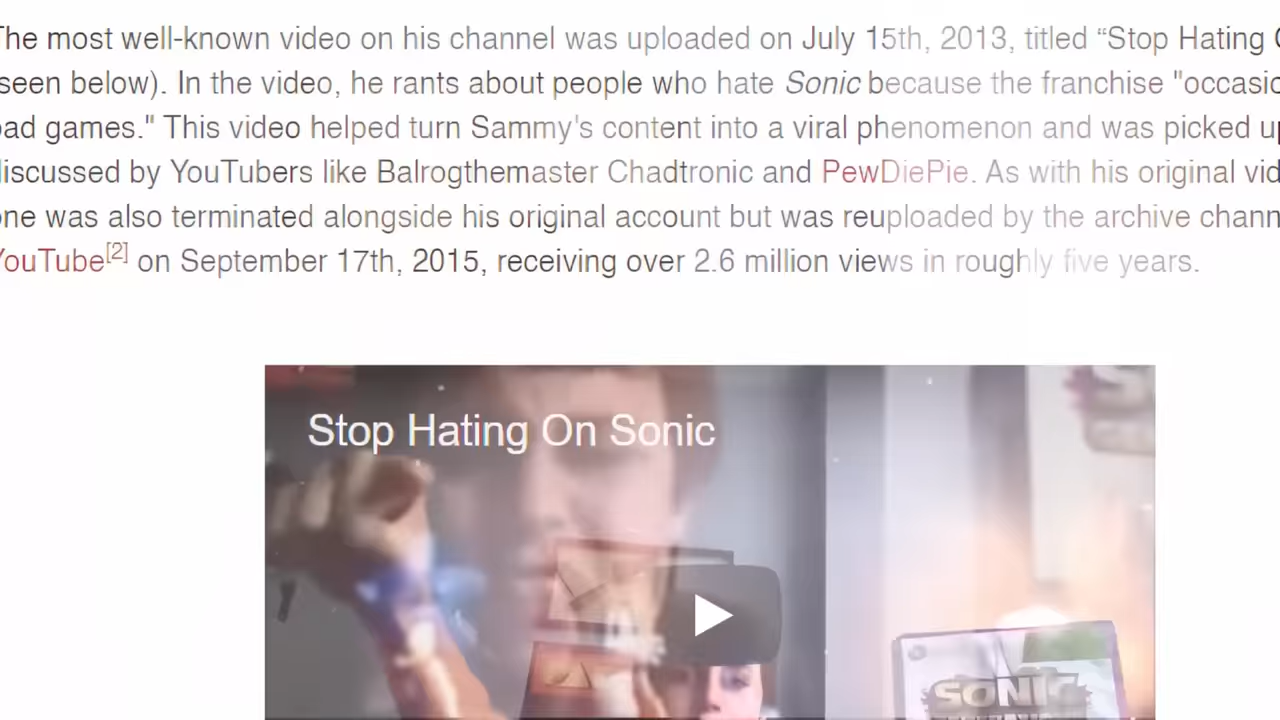 The most well-known video on his channel was uploaded on July 15th, 2013, titled “Stop Hating
seen below). In the video, he rants about people who hate Sonic because the franchise "occasio
bad games." This video helped turn Sammy's content into a viral phenomenon and was picked up
discussed by YouTubers like Balrogthemaster Chadtronic and PewDiePie. As with his original vid
one was also terminated alongside his original account but was reuploaded by the archive chann
YouTube[2] on September 17th, 2015, receiving over 2.6 million views in roughly five years.
Stop Hating On Sonic
SONIC